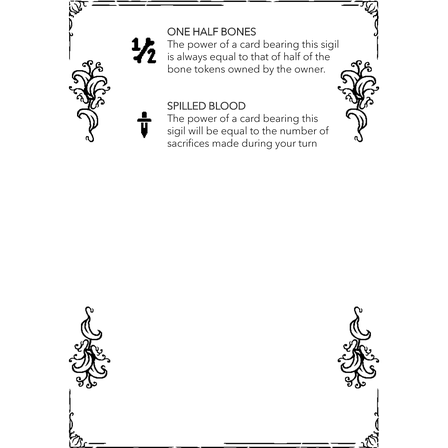 ONE HALF BONES
1/2
The power of a card bearing this sigil
is always equal to that of half of the
bone tokens owned by the owner.
SPILLED BLOOD
The power of a card bearing this
sigil will be equal to the number of
sacrifices made during your turn